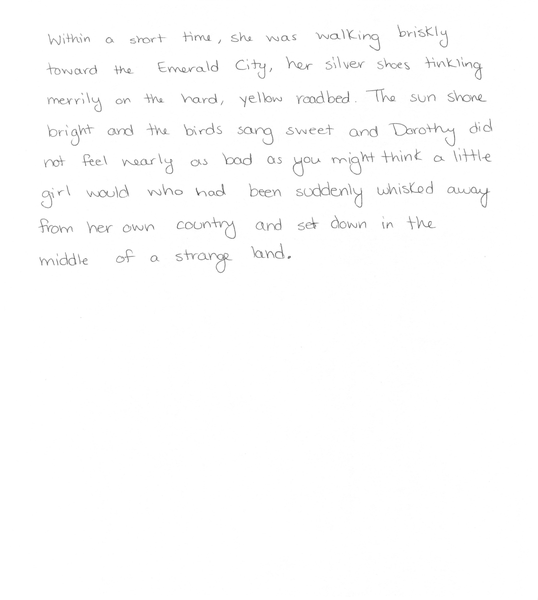 Within a short time, she was walking briskly
toward the Emerald City, her silver shoes tinkling
merrily on the hard, yellow roadbed. The sun shone
bright and the birds sang sweet and Dorothy did
not feel nearly as bad as you might think a little
girl would who had been suddenly whisked away
from her own country and set down in the
middle of a strange land.